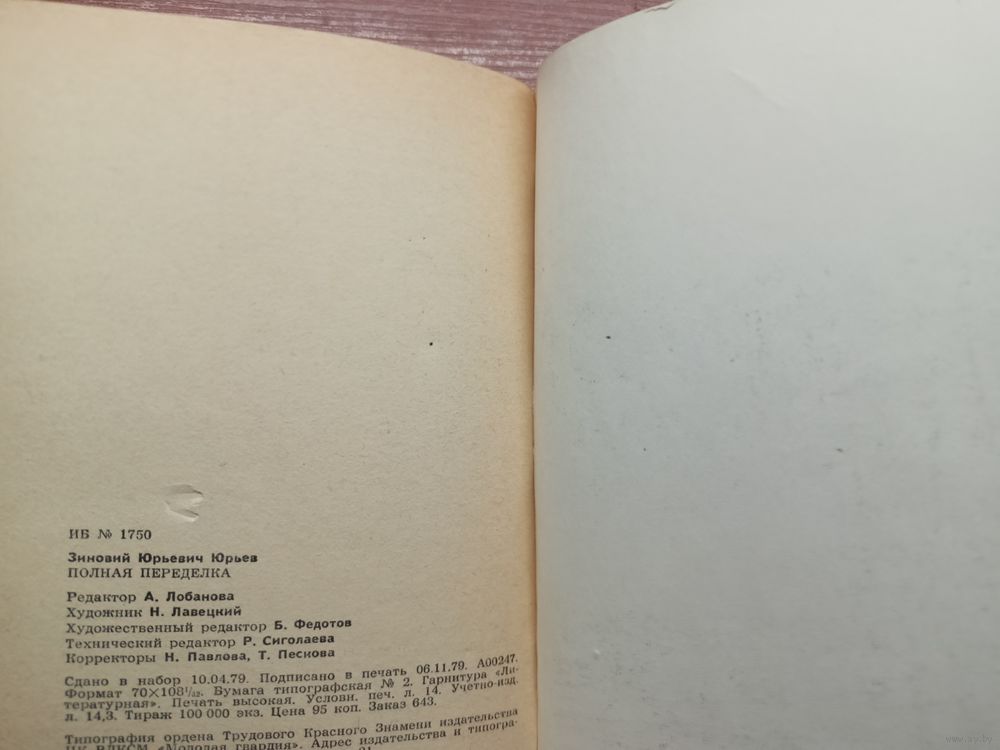 ИБ № 1750
Зиновий Юрьевич Юрьев
ПОЛНАЯ ПЕРЕДЕЛКА
Редактор А. Лобанова
Художник Н. Лавецкий
Художественный редактор Б. Федотов
Технический редактор Р. Сиголаева
Корректоры Н. Павлова, Т. Пескова
Сдано в набор 10.04.79. Подписано в печать 06.11.79. А00247.
Формат 70×108¹/₃₂. Бумага типографская № 2. Гарнитура «Ли-
тературная». Печать высокая. Условн. печ. л. 14. Учетно-изд.
л. 14,3. Тираж 100 000 экз. Цена 95 коп. Заказ 643.
Типография ордена Трудового Красного Знамени издательства
ЦК ВЛКСМ «Молодая гвардия». Адрес издательства и типогра-